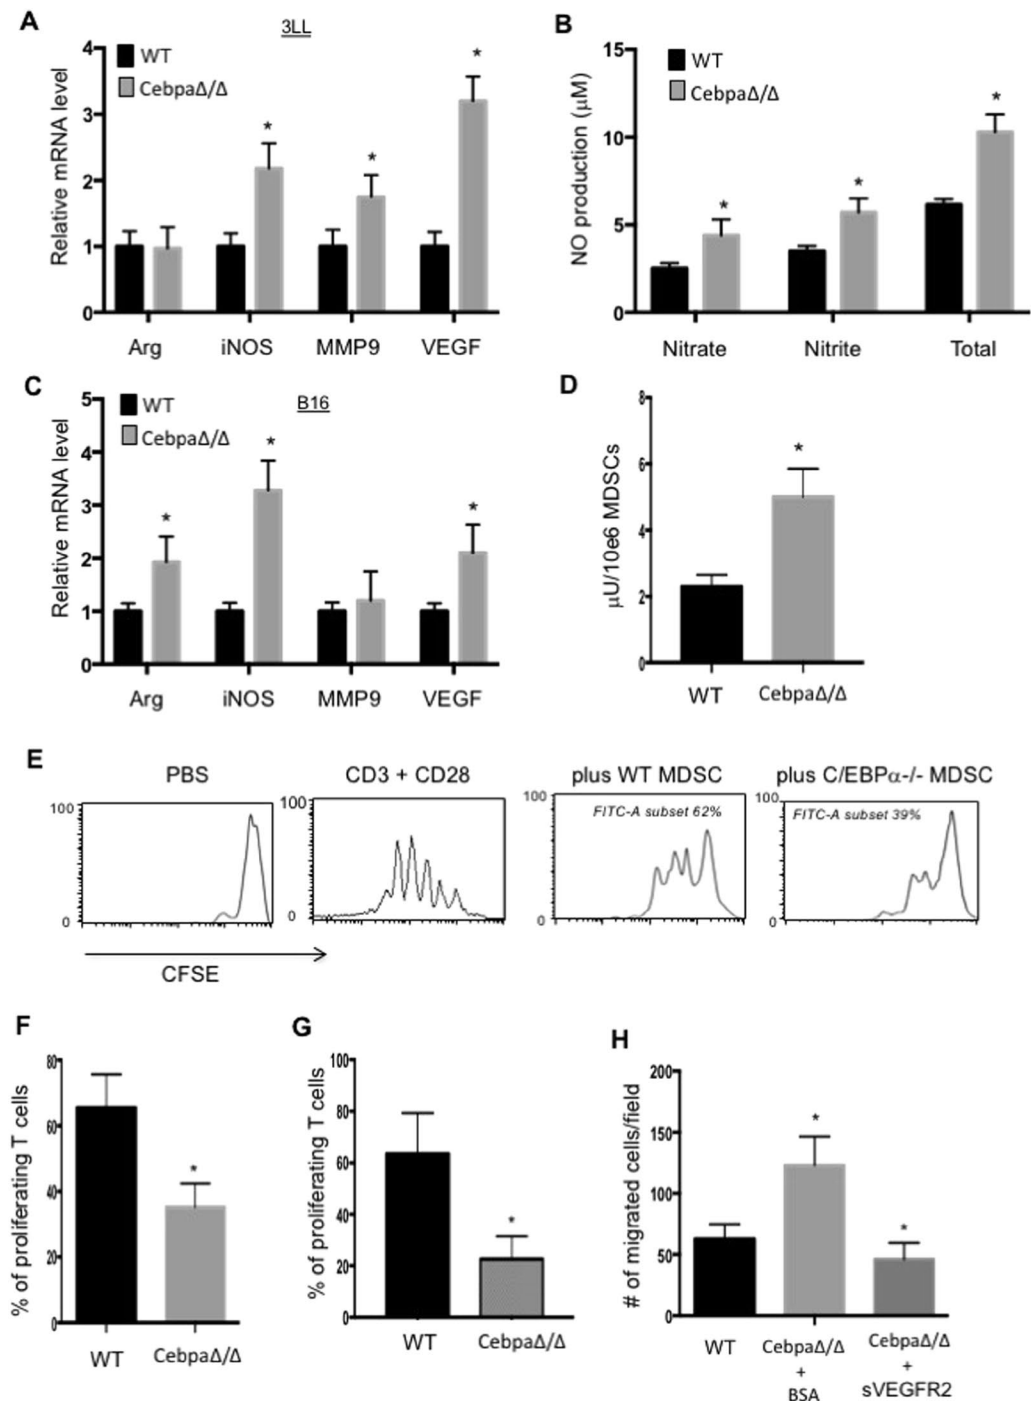 A
3LL
WT
CebpaΔ/Δ
Relative mRNA level
4
3
2
1
0
*
*
*
Arg iNOS MMP9 VEGF
B
WT
CebpaΔ/Δ
NO production (μM)
15
10
5
0
*
*
*
Nitrate Nitrite Total
C
B16
WT
CebpaΔ/Δ
Relative mRNA level
5
4
3
2
1
0
*
*
*
Arg iNOS MMP9 VEGF
D
μU/10e6 MDSCs
8
6
4
2
0
*
WT CebpaΔ/Δ
E
PBS
100
0
CD3 + CD28
100
0
plus WT MDSC
100
FITC-A subset 62%
0
plus C/EBPα-/- MDSC
100
FITC-A subset 39%
0
CFSE
F
% of proliferating T cells
80
60
40
20
0
*
WT CebpaΔ/Δ
G
% of proliferating T cells
100
80
60
40
20
0
*
WT CebpaΔ/Δ
H
# of migrated cells/field
200
150
100
50
0
*
*
WT
CebpaΔ/Δ
+
BSA
CebpaΔ/Δ
+
sVEGFR2